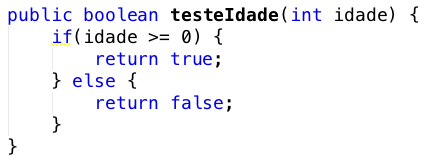 public boolean testeIdade(int idade) {
    if(idade >= 0) {
        return true;
    } else {
        return false;
    }
}